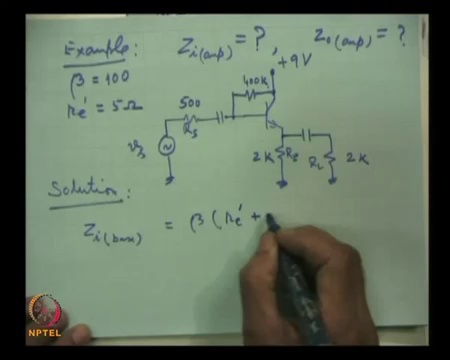 Example: Zi(amp) = ?, Zo(amp) = ?
β = 100
re' = 5Ω
+9V
400K
500
Rs
vs
2K RE
RL 2K
Solution:
Zi(base) = β (re' +
NPTEL